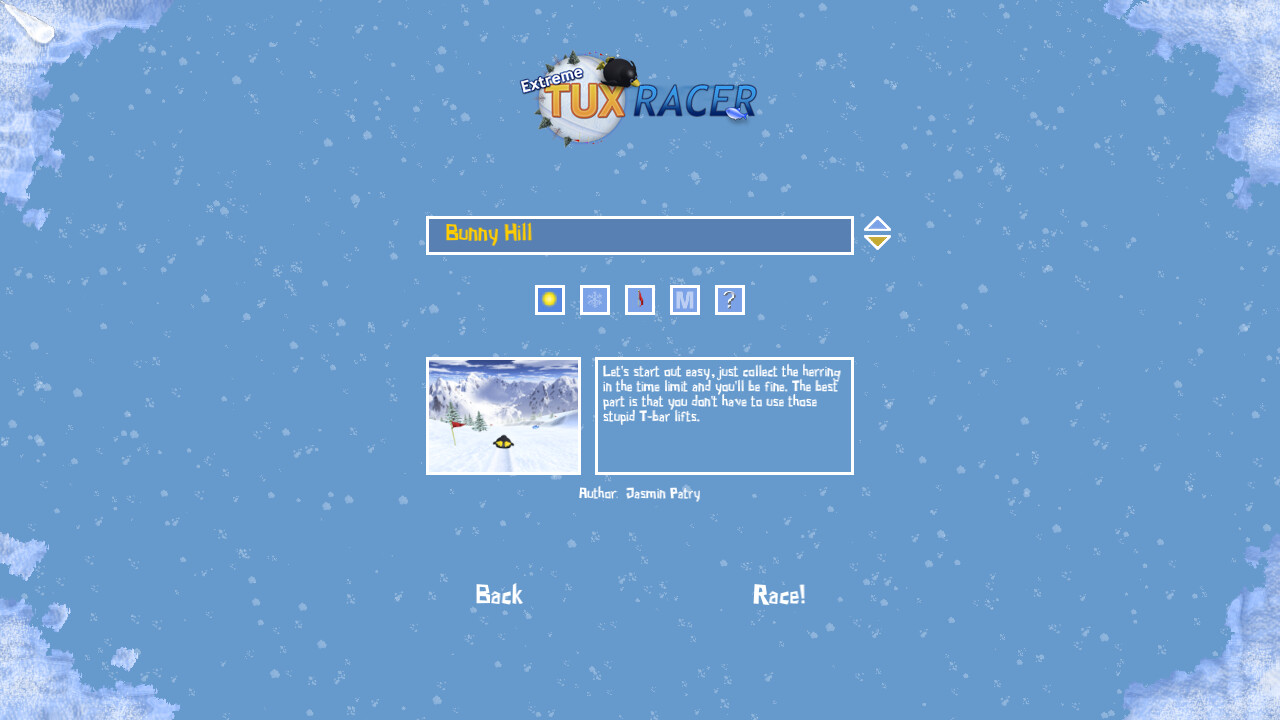 Extreme
TUX RACER
Bunny Hill
M ?
Let's start out easy, just collect the herring
in the time limit and you'll be fine. The best
part is that you don't have to use those
stupid T-bar lifts.
Author: Jasmin Patry
Back Race!